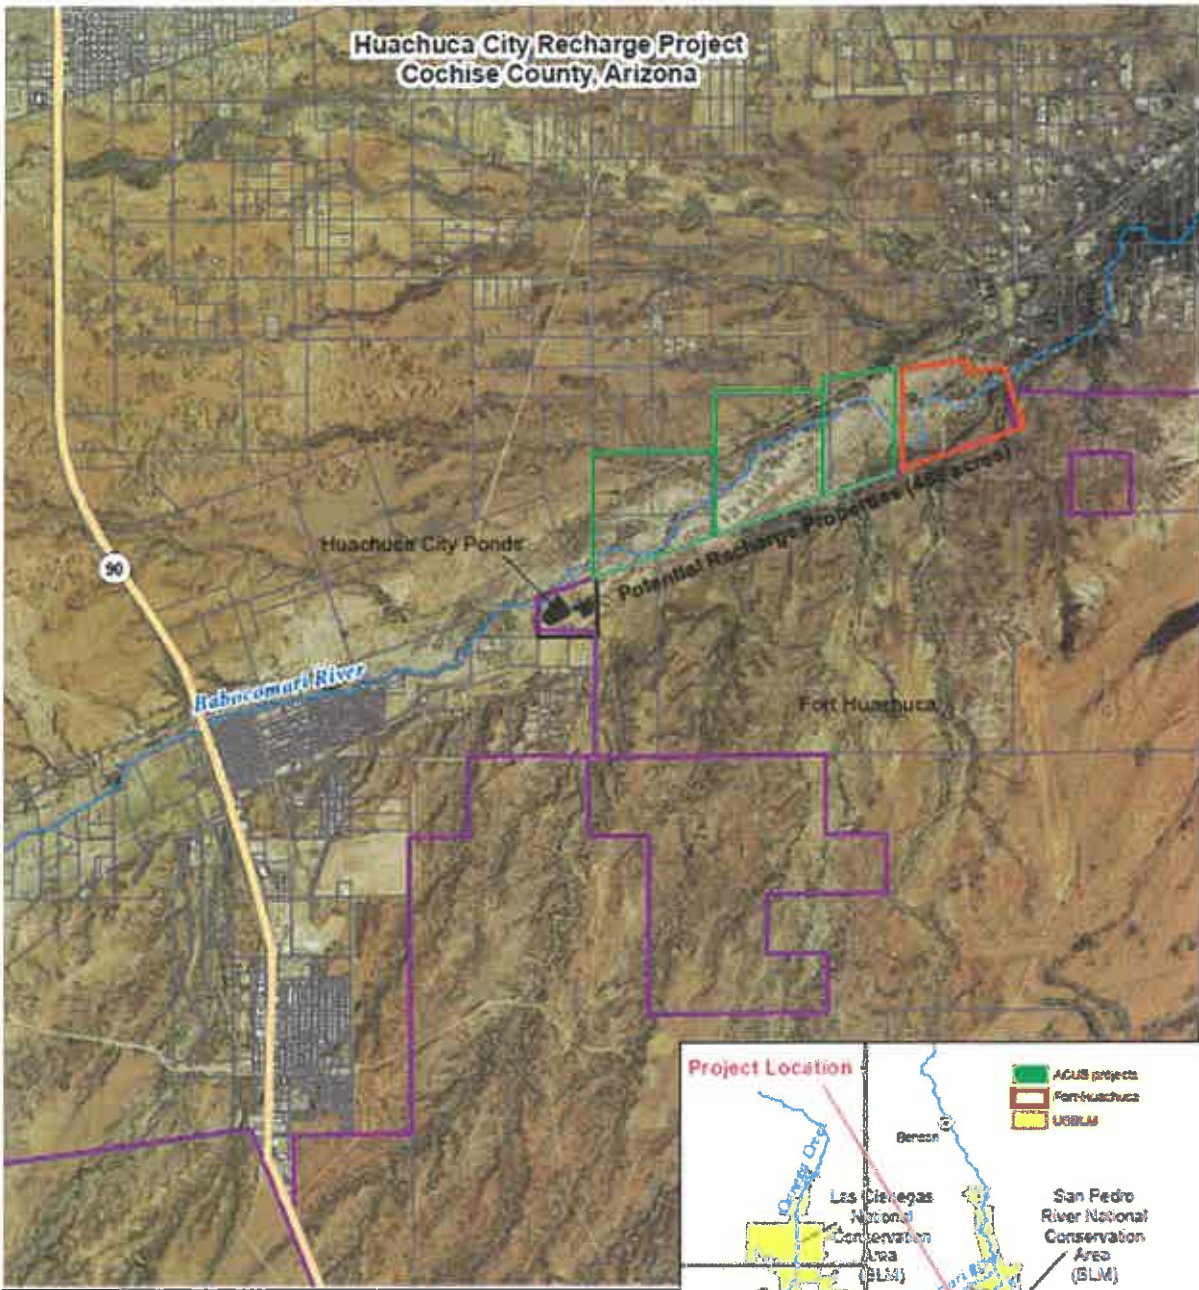 Huachuca City Recharge Project
Cochise County, Arizona
Huachuca City Ponds
Potential Recharge Properties (485 acres)
90
Babocomari River
Fort Huachuca
Project Location
ACUB projects
Fort Huachuca
USBLM
Benson
Las Cienegas
National
Conservation
Area
(BLM)
San Pedro
River National
Conservation
Area
(BLM)